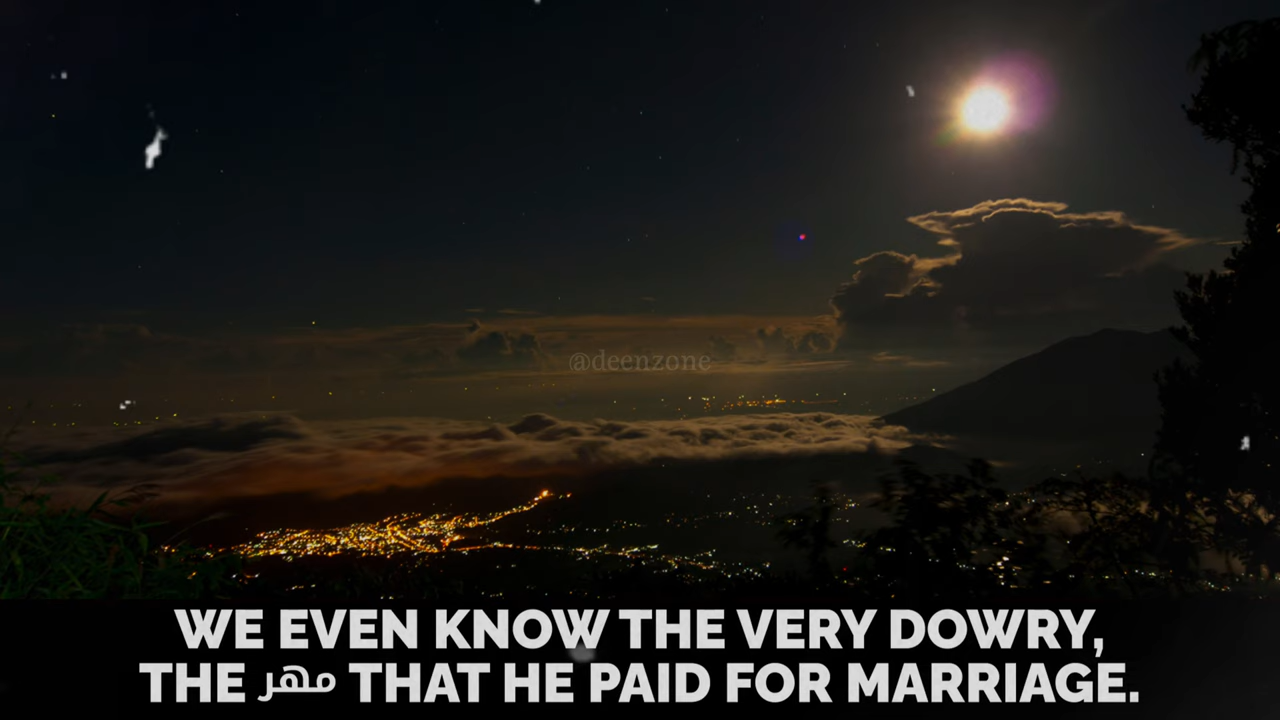 @deenzone
WE EVEN KNOW THE VERY DOWRY,
THE مهر THAT HE PAID FOR MARRIAGE.